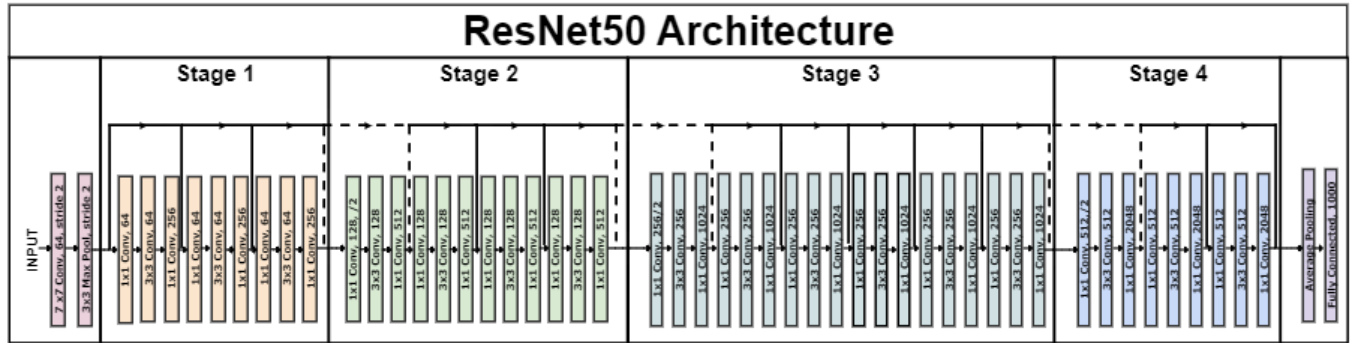 ResNet50 Architecture
Stage 1
Stage 2
Stage 3
Stage 4
INPUT
7 x7 Conv, 64, stride 2
3x3 Max Pool, stride 2
1x1 Conv, 64
3x3 Conv, 64
1x1 Conv, 256
1x1 Conv, 64
3x3 Conv, 64
1x1 Conv, 256
1x1 Conv, 64
3x3 Conv, 64
1x1 Conv, 256
1x1 Conv, 128, /2
3x3 Conv, 128
1x1 Conv, 512
1x1 Conv, 128
3x3 Conv, 128
1x1 Conv, 512
1x1 Conv, 128
3x3 Conv, 128
1x1 Conv, 512
1x1 Conv, 128
3x3 Conv, 128
1x1 Conv, 512
1x1 Conv, 256/2
3x3 Conv, 256
1x1 Conv, 1024
1x1 Conv, 256
3x3 Conv, 256
1x1 Conv, 1024
1x1 Conv, 256
3x3 Conv, 256
1x1 Conv, 1024
1x1 Conv, 256
3x3 Conv, 256
1x1 Conv, 1024
1x1 Conv, 256
3x3 Conv, 256
1x1 Conv, 1024
1x1 Conv, 256
3x3 Conv, 256
1x1 Conv, 1024
1x1 Conv, 512,/2
3x3 Conv, 512
1x1 Conv, 2048
1x1 Conv, 512
3x3 Conv, 512
1x1 Conv, 2048
1x1 Conv, 512
3x3 Conv, 512
1x1 Conv, 2048
Average Pooling
Fully Connected, 1000